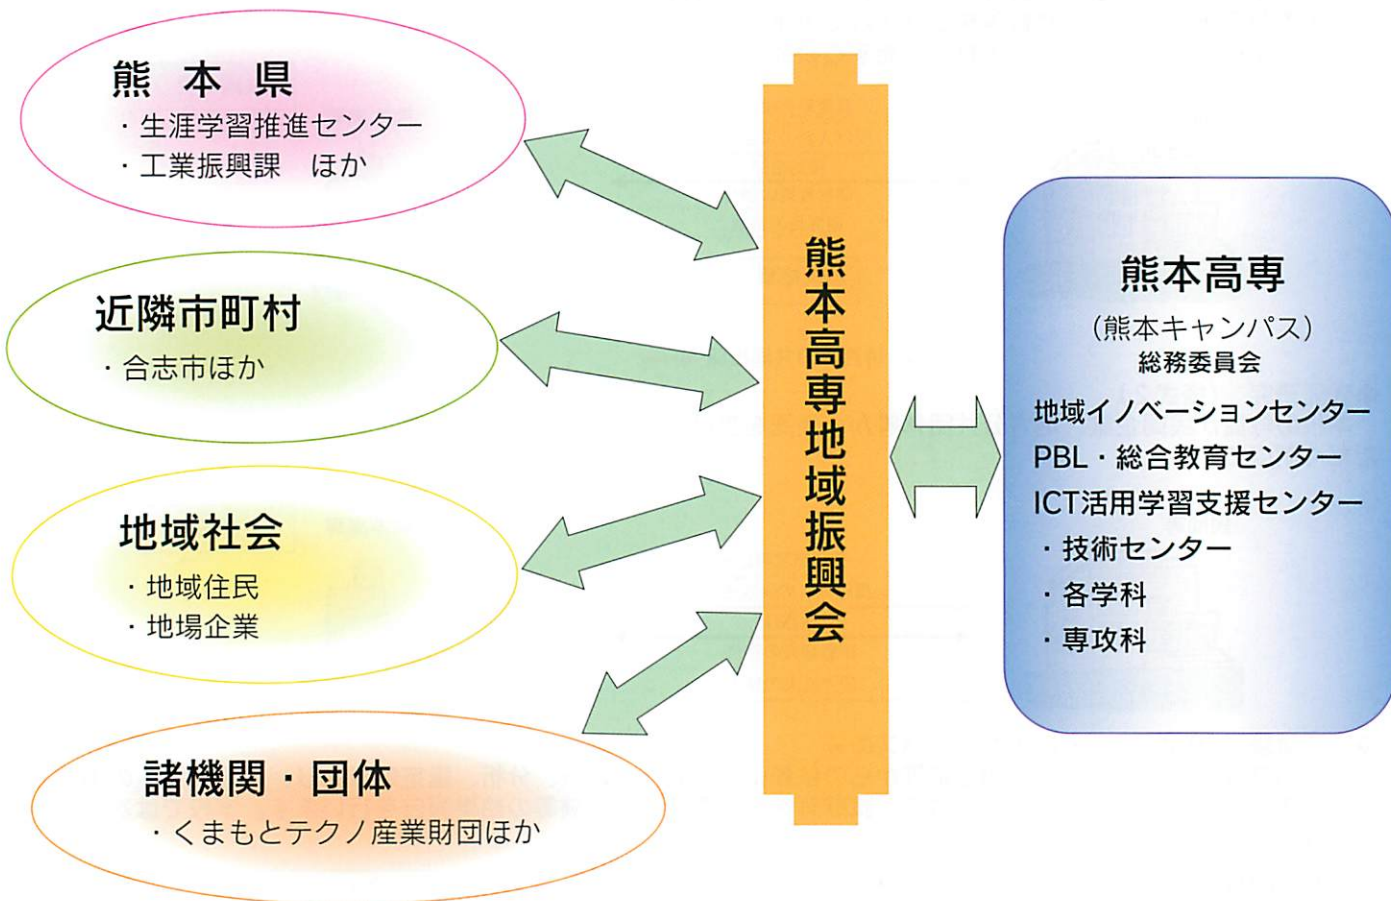 熊 本 県
・生涯学習推進センター
・工業振興課　ほか
近隣市町村
・合志市ほか
地域社会
・地域住民
・地場企業
諸機関・団体
・くまもとテクノ産業財団ほか
熊本高専地域振興会
熊本高専
（熊本キャンパス）
総務委員会
地域イノベーションセンター
PBL・総合教育センター
ICT活用学習支援センター
・技術センター
・各学科
・専攻科